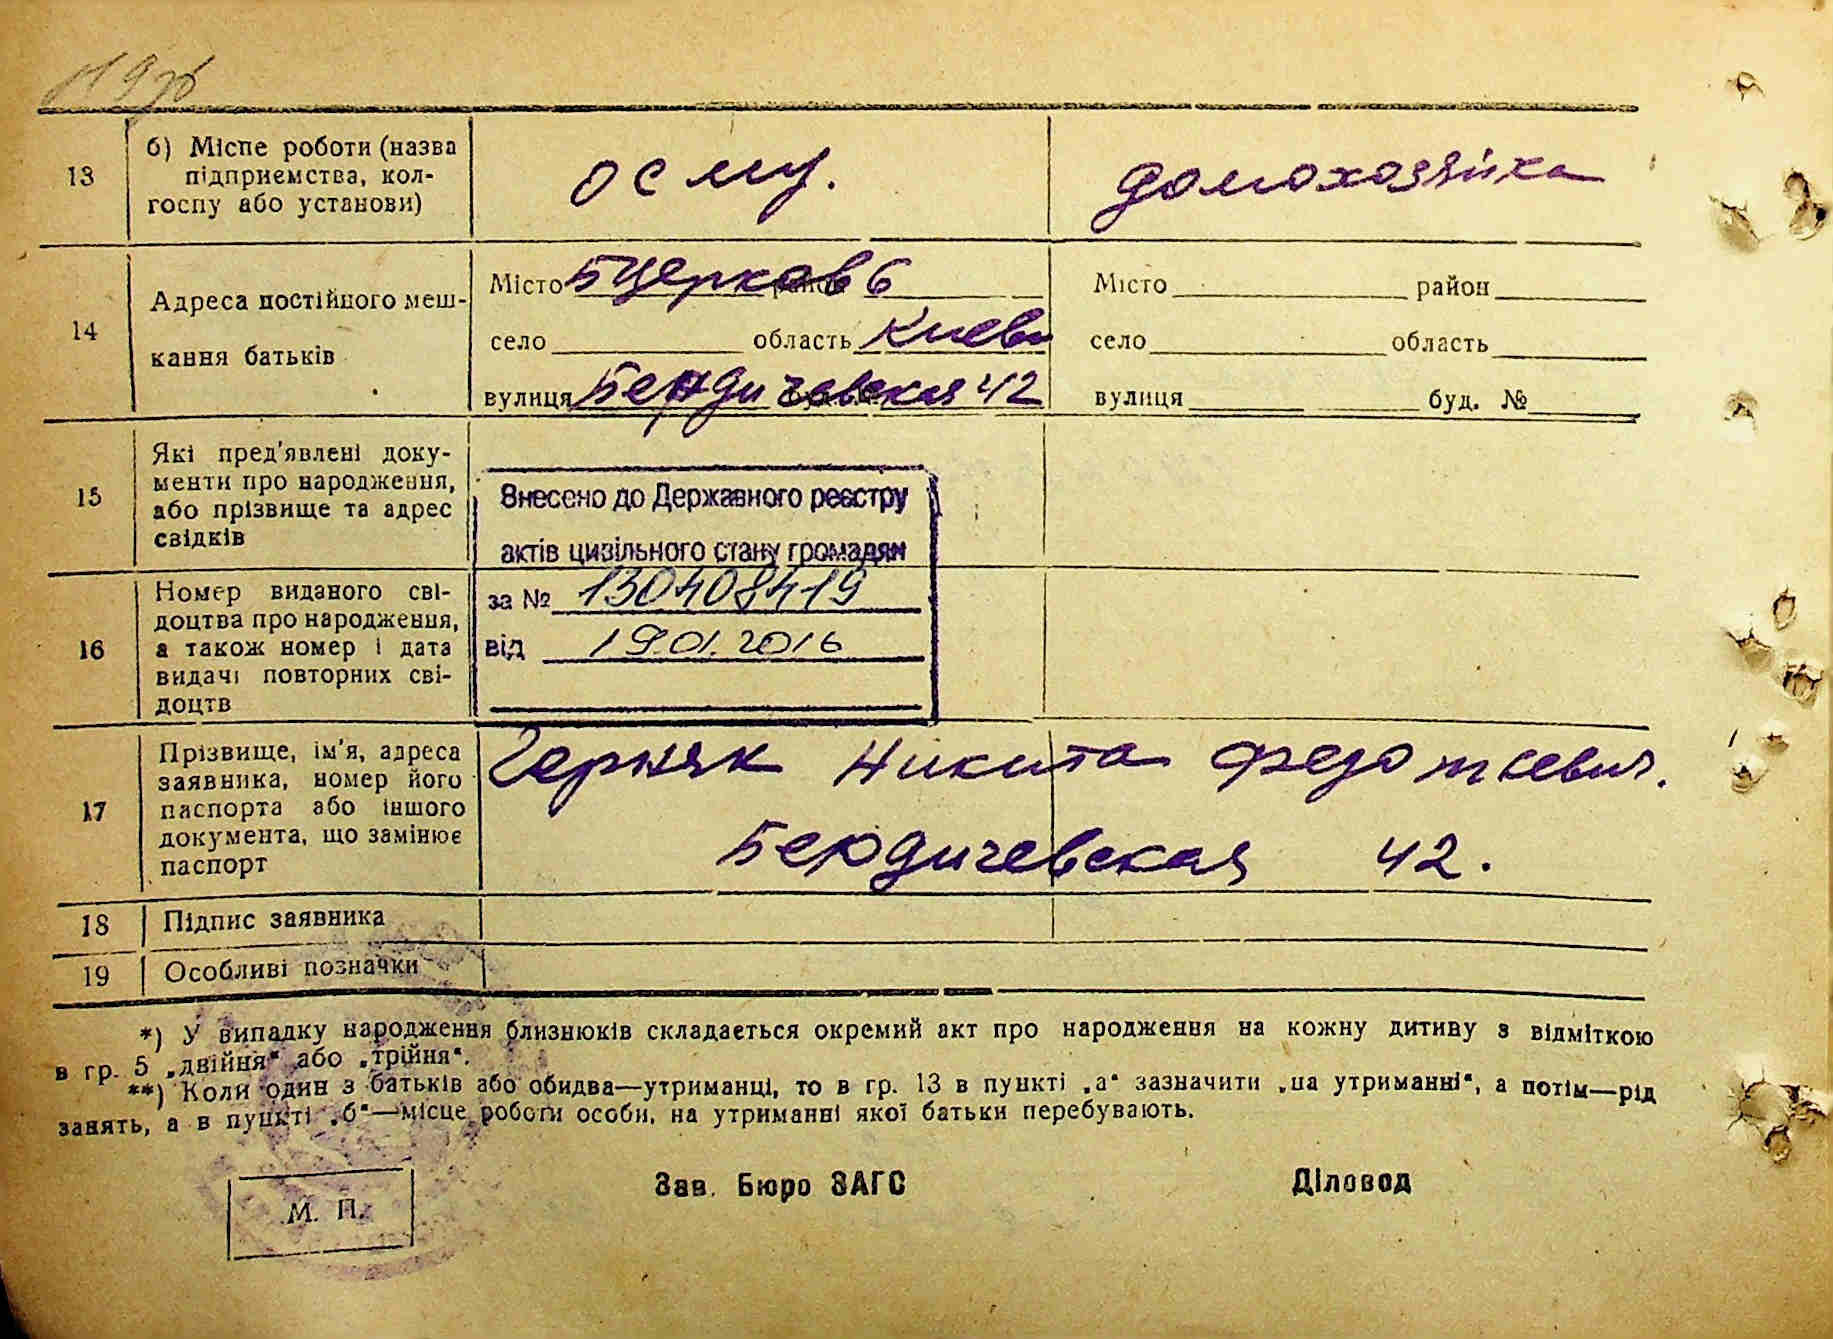 13
б) Місце роботи (назва
підприємства, кол-
госпу або установи)
ОСМУ.
домохозяйка
14
Адреса постійного меш-
кання батьків
Місто БЦерковь район
село область Киевс
вулиця Бердичевская 42
Місто район
село область
вулиця буд. №
15
Які пред'явлені доку-
менти про народження,
або прізвище та адрес
свідків
Внесено до Державного реєстру
актів цивільного стану громадян
за № 130408419
від 19.01.2016
16
Номер виданого сві-
доцтва про народження,
а також номер і дата
видачі повторних сві-
доцтв
17
Прізвище, ім'я, адреса
заявника, номер його
паспорта або іншого
документа, що замінює
паспорт
Черняк Никита
Бердичевская 42.
18
Підпис заявника
19
Особливі позначки
*) У випадку народження близнюків складається окремий акт про народження на кожну дитину з відміткою
в гр. 5 „двійня“ або „трійня“.
**) Коли один з батьків або обидва—утриманці, то в гр. 13 в пункті „а“ зазначити „на утриманні“, а потім—рід
занять, а в пункті „б“—місце роботи особи, на утриманні якої батьки перебувають.
Зав. Бюро ЗАГС
Діловод
М. П.